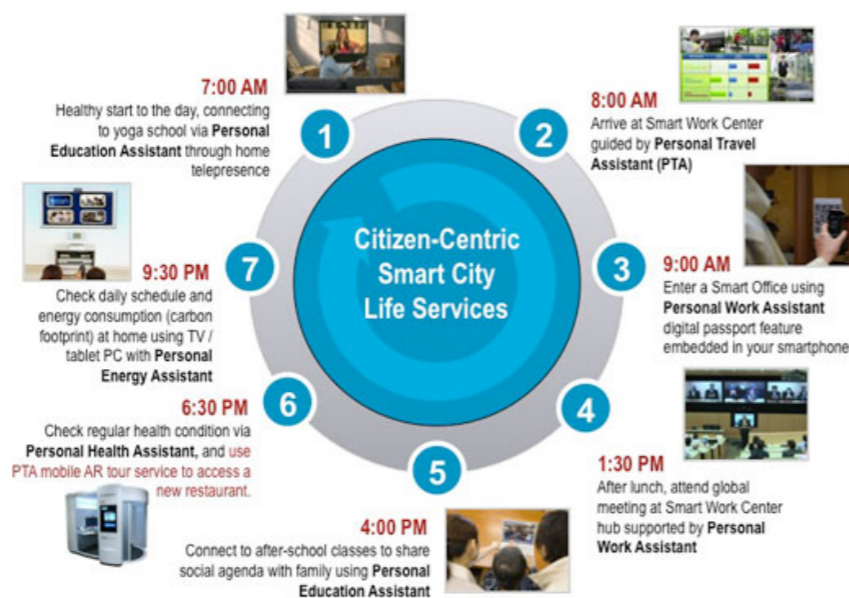 7:00 AM
Healthy start to the day, connecting
to yoga school via Personal
Education Assistant through home
telepresence
1
2
8:00 AM
Arrive at Smart Work Center
guided by Personal Travel
Assistant (PTA)
Citizen-Centric
Smart City
Life Services
3
9:00 AM
Enter a Smart Office using
Personal Work Assistant
digital passport feature
embedded in your smartphone
4
1:30 PM
After lunch, attend global
meeting at Smart Work Center
hub supported by Personal
Work Assistant
5
4:00 PM
Connect to after-school classes to share
social agenda with family using Personal
Education Assistant
6
6:30 PM
Check regular health condition via
Personal Health Assistant, and use
PTA mobile AR tour service to access a
new restaurant.
7
9:30 PM
Check daily schedule and
energy consumption (carbon
footprint) at home using TV /
tablet PC with Personal
Energy Assistant